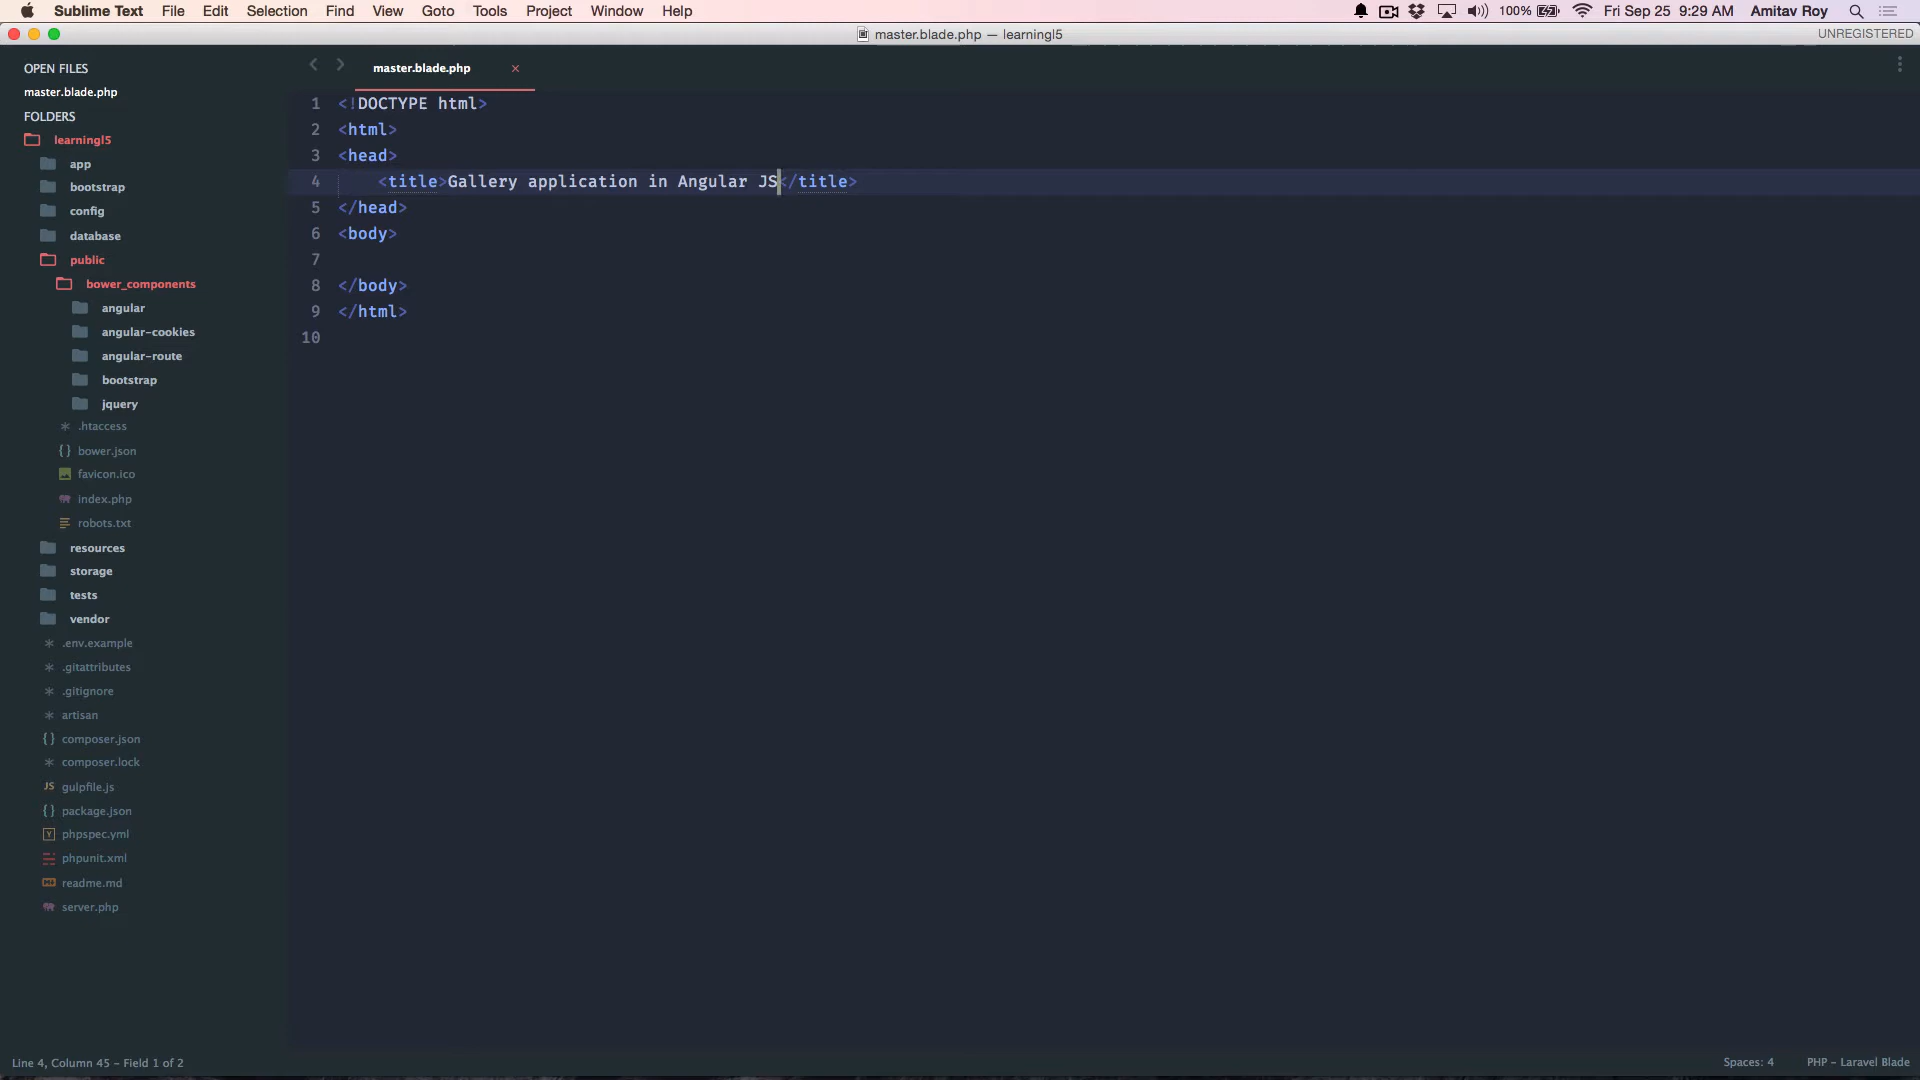 Sublime Text File Edit Selection Find View Goto Tools Project Window Help 100% Fri Sep 25 9:29 AM Amitav Roy
master.blade.php — learningl5 UNREGISTERED
OPEN FILES
master.blade.php
FOLDERS
learningl5
app
bootstrap
config
database
public
bower_components
angular
angular-cookies
angular-route
bootstrap
jquery
.htaccess
bower.json
favicon.ico
index.php
robots.txt
resources
storage
tests
vendor
.env.example
.gitattributes
.gitignore
artisan
composer.json
composer.lock
gulpfile.js
package.json
phpspec.yml
phpunit.xml
readme.md
server.php
master.blade.php ×
1 <!DOCTYPE html>
2 <html>
3 <head>
4 <title>Gallery application in Angular JS</title>
5 </head>
6 <body>
7
8 </body>
9 </html>
10
Line 4, Column 45 – Field 1 of 2 Spaces: 4 PHP – Laravel Blade